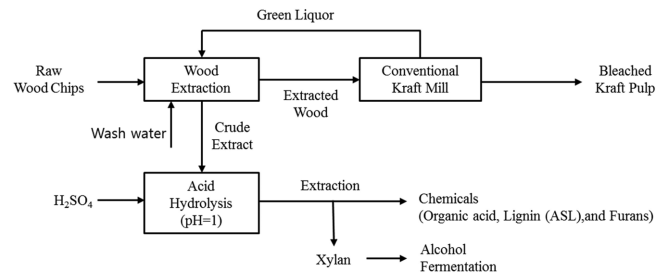 Green Liquor
Raw
Wood Chips
Wood
Extraction
Extracted
Wood
Conventional
Kraft Mill
Bleached
Kraft Pulp
Wash water
Crude
Extract
H₂SO₄
Acid
Hydrolysis
(pH=1)
Extraction
Chemicals
(Organic acid, Lignin (ASL),and Furans)
Xylan
Alcohol
Fermentation